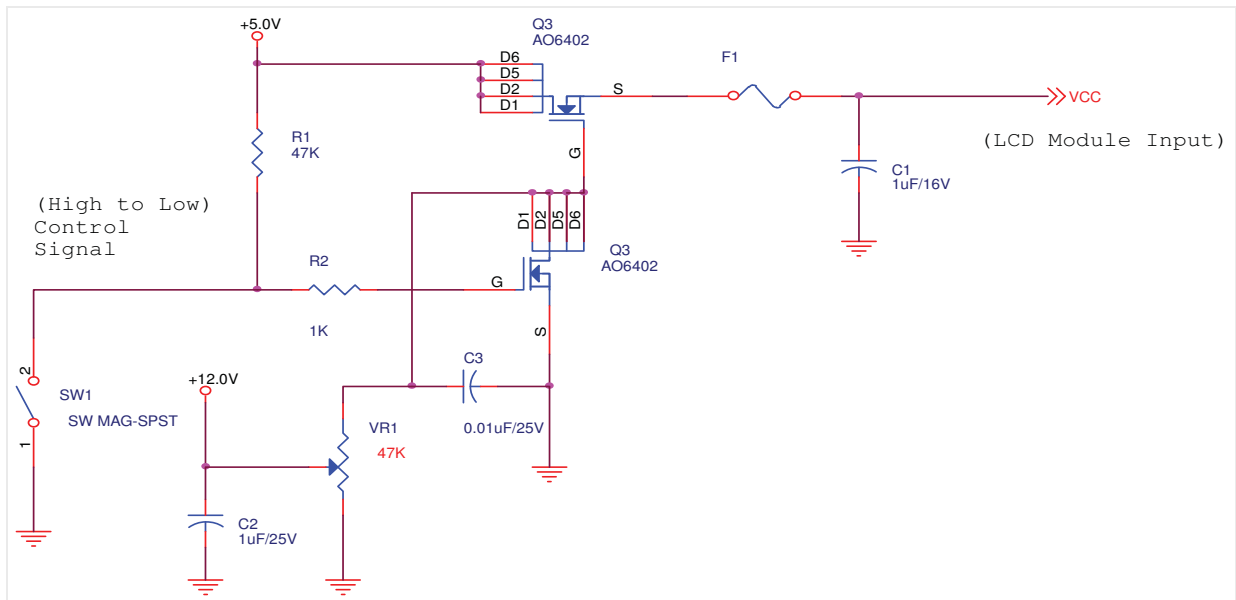 +5.0V
Q3
AO6402
D6
D5
D2
D1
S
G
F1
VCC
(LCD Module Input)
R1
47K
C1
1uF/16V
(High to Low)
Control
Signal
D1
D2
D5
D6
Q3
AO6402
R2
1K
G
S
2
SW1
SW MAG-SPST
1
+12.0V
C3
0.01uF/25V
VR1
47K
C2
1uF/25V